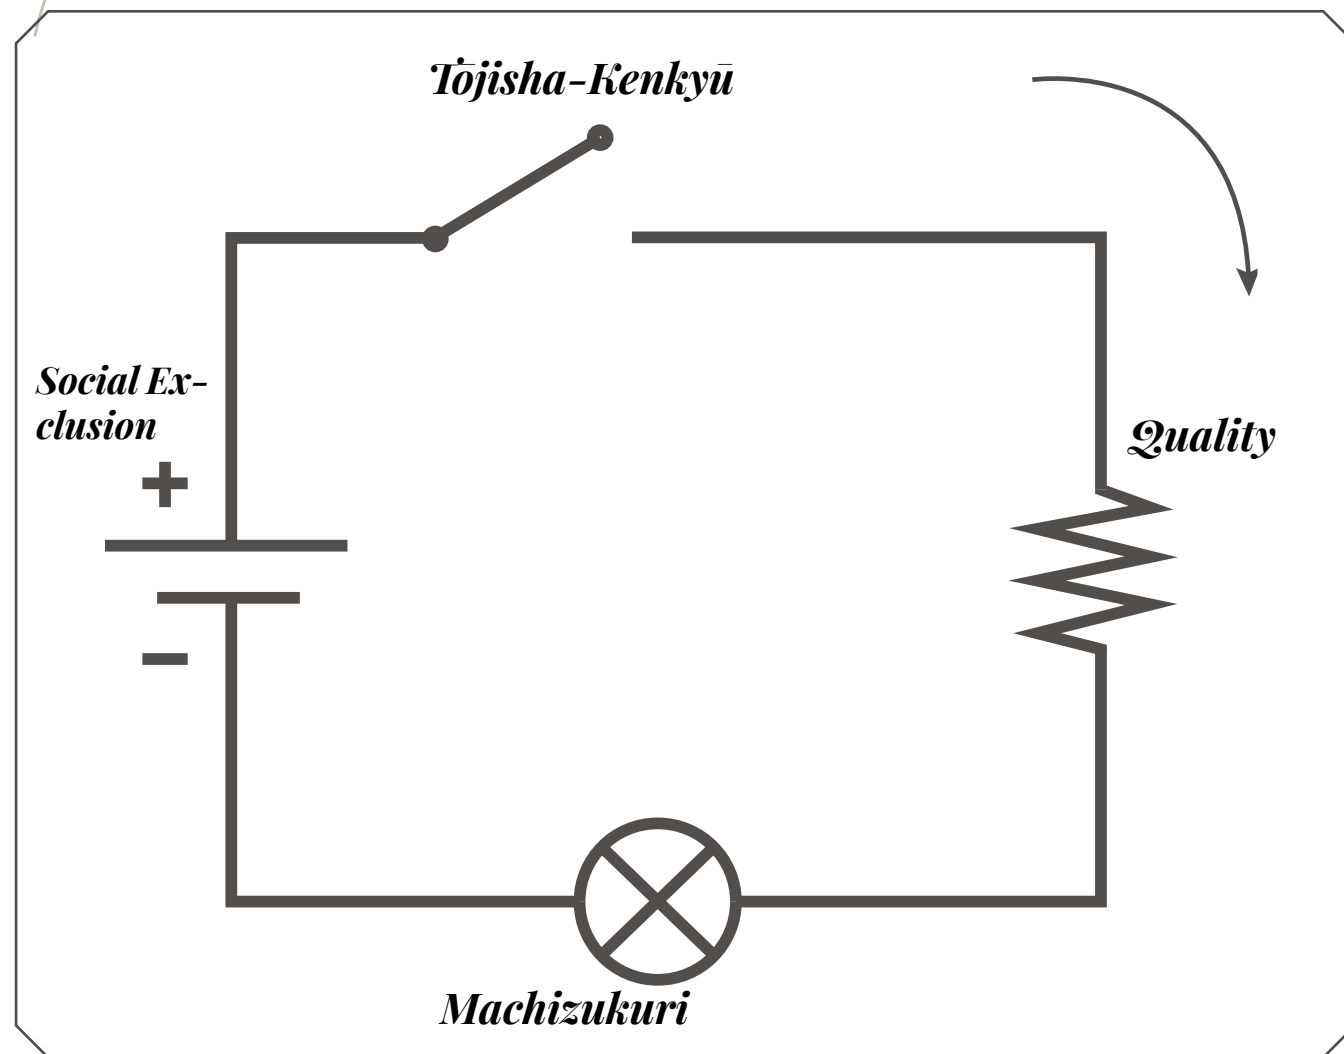 Tōjisha-Kenkyū
Social Ex-
clusion
+
Quality
–
Machizukuri